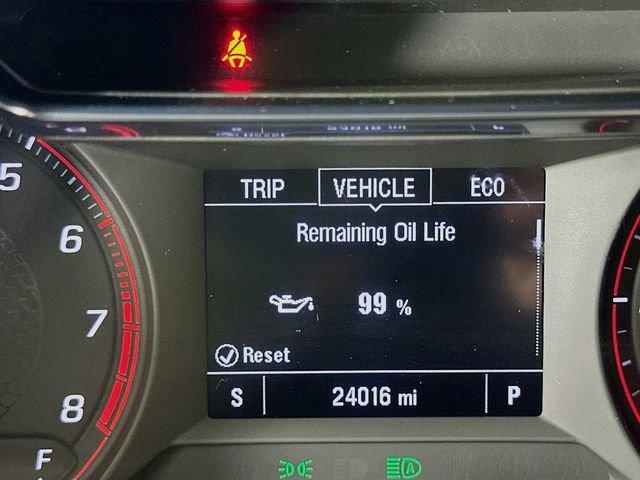 TRIP VEHICLE ECO
Remaining Oil Life
99 %
Reset
S 24016 mi P
5
6
7
8
F
A